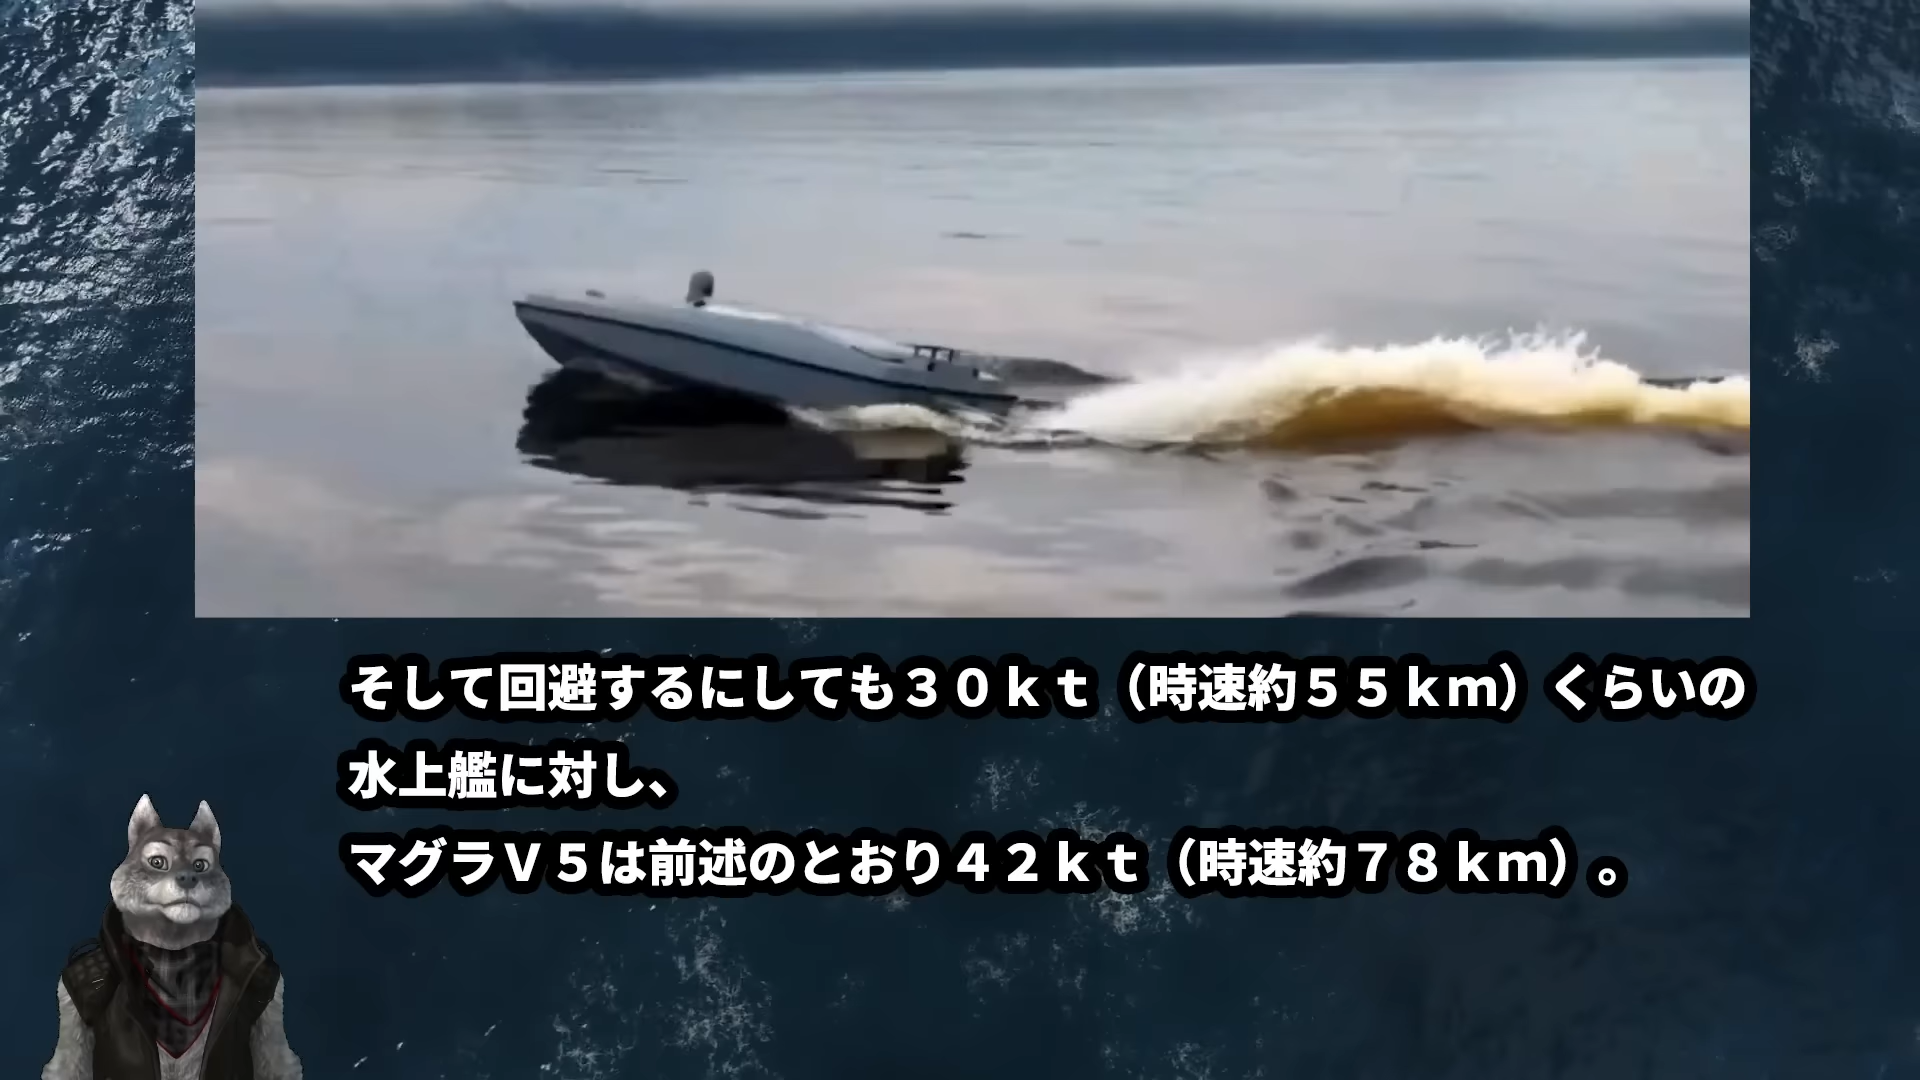 そして回避するにしても３０ｋｔ（時速約５５ｋｍ）くらいの
水上艦に対し、
マグラＶ５は前述のとおり４２ｋｔ（時速約７８ｋｍ）。